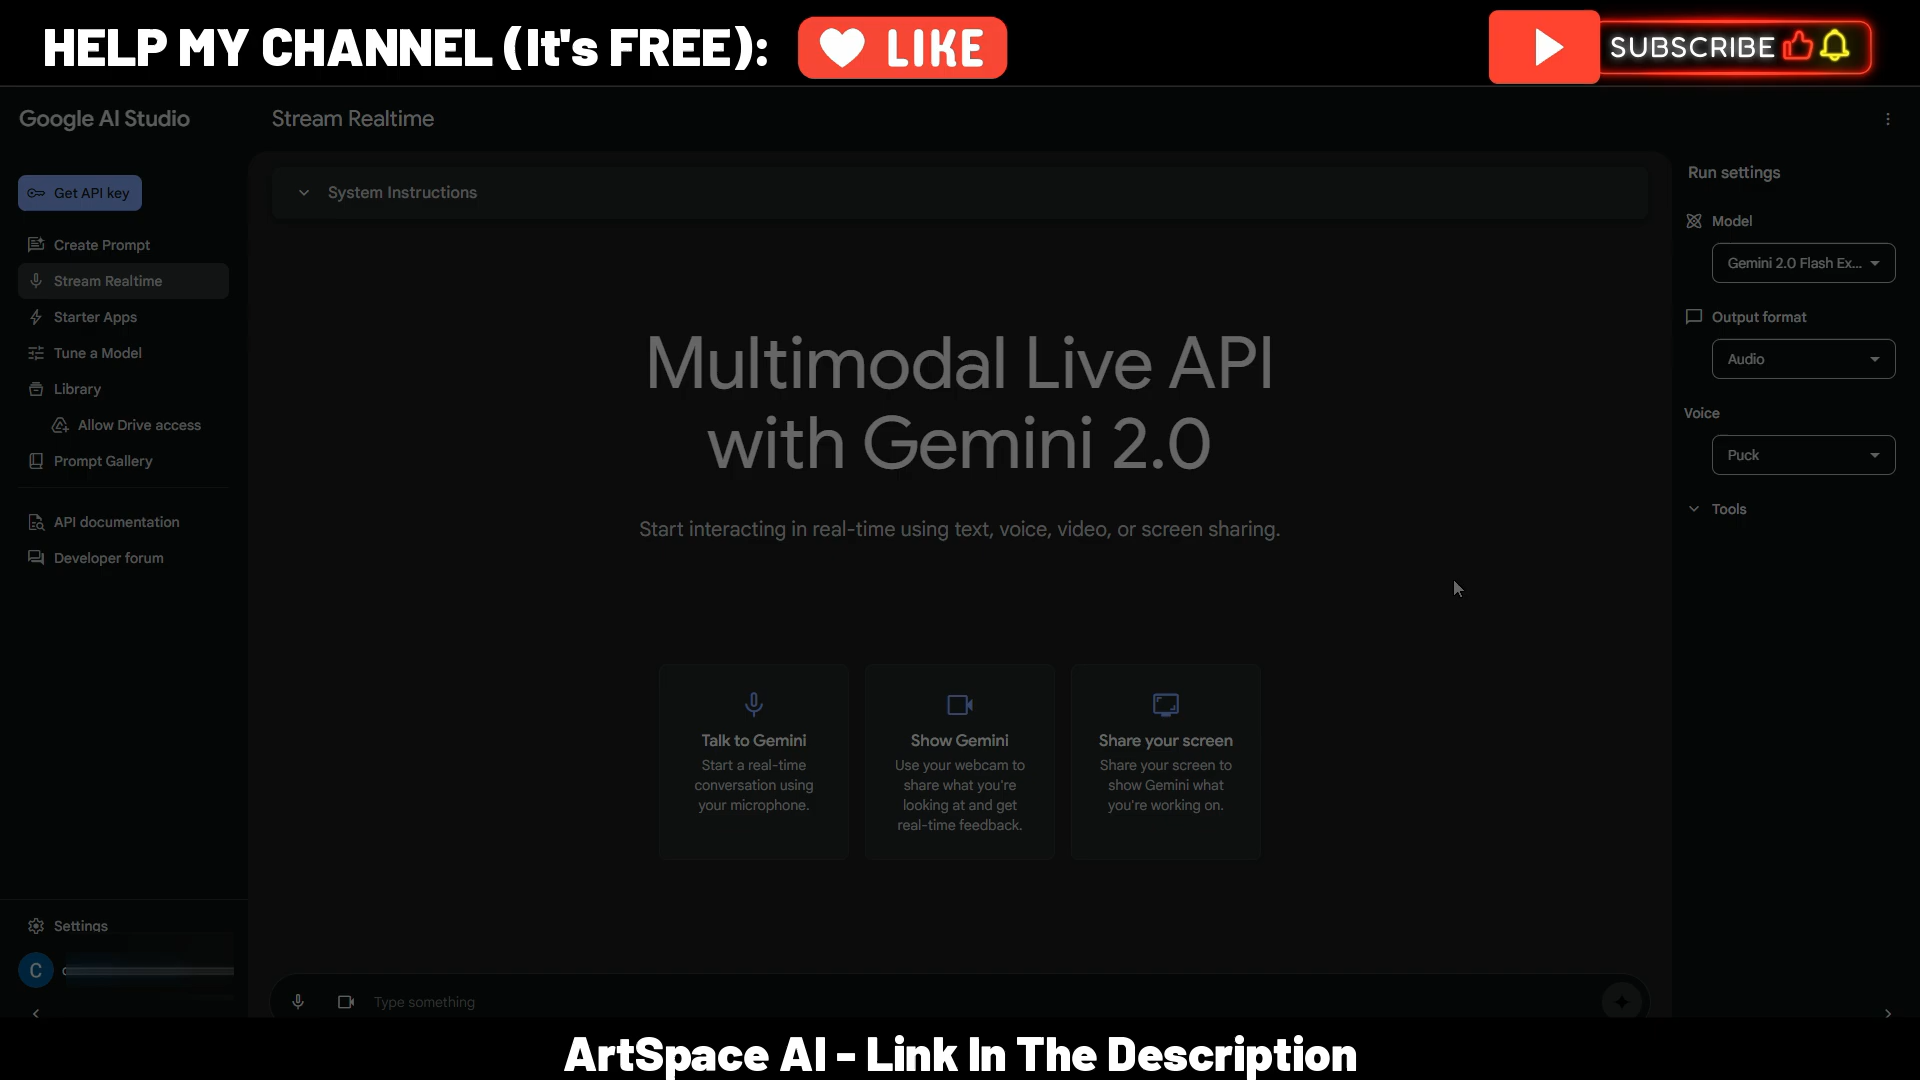 HELP MY CHANNEL (It's FREE):
LIKE
SUBSCRIBE
Google AI Studio
Stream Realtime
Get API key
Create Prompt
Stream Realtime
Starter Apps
Tune a Model
Library
Allow Drive access
Prompt Gallery
API documentation
Developer forum
Settings
C
System Instructions
Multimodal Live API
with Gemini 2.0
Start interacting in real-time using text, voice, video, or screen sharing.
Talk to Gemini
Start a real-time
conversation using
your microphone.
Show Gemini
Use your webcam to
share what you're
looking at and get
real-time feedback.
Share your screen
Share your screen to
show Gemini what
you're working on.
Type something
Run settings
Model
Gemini 2.0 Flash Ex...
Output format
Audio
Voice
Puck
Tools
ArtSpace AI - Link In The Description